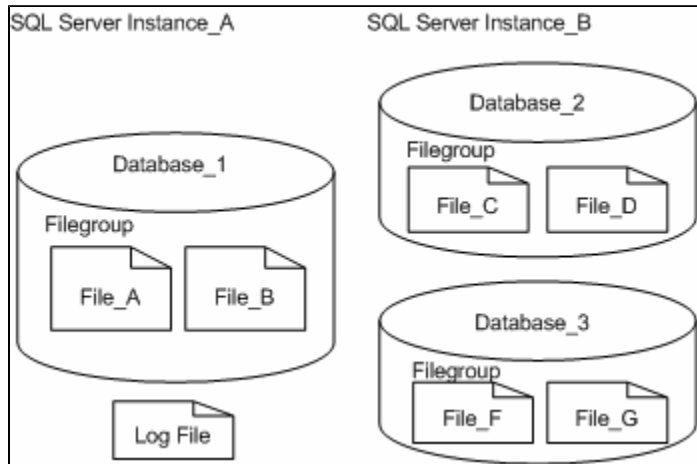 SQL Server Instance_A
Database_1
Filegroup
File_A
File_B
Log File
SQL Server Instance_B
Database_2
Filegroup
File_C
File_D
Database_3
Filegroup
File_F
File_G